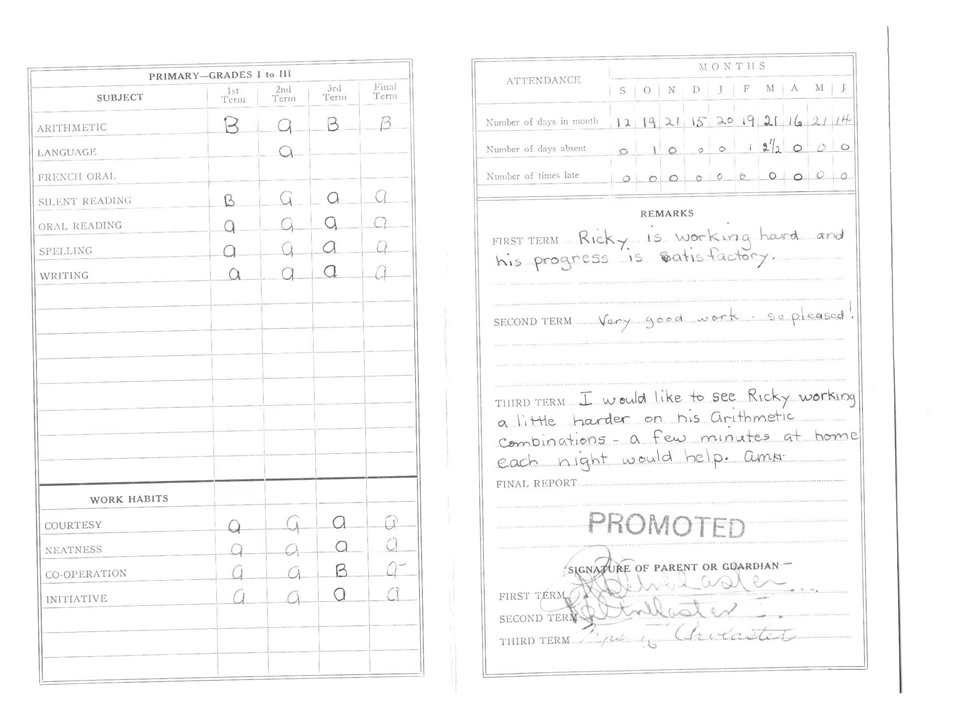 PRIMARY—GRADES I to III
SUBJECT 1st Term 2nd Term 3rd Term Final Term
ARITHMETIC B a B B
LANGUAGE a
FRENCH ORAL
SILENT READING B a a a
ORAL READING a a a a
SPELLING a a a a
WRITING a a a a
WORK HABITS
COURTESY a a a a
NEATNESS a a a a
CO-OPERATION a a B a-
INITIATIVE a a a a
ATTENDANCE MONTHS
S O N D J F M A M J
Number of days in month 12 19 21 15 20 19 21 16 21 14
Number of days absent 0 1 0 0 0 1 2½ 0 0 0
Number of times late 0 0 0 0 0 0 0 0 0 0
REMARKS
FIRST TERM Ricky is working hard and
his progress is satisfactory.
SECOND TERM Very good work - so pleased!
THIRD TERM I would like to see Ricky working
a little harder on his arithmetic
combinations - a few minutes at home
each night would help.
FINAL REPORT
PROMOTED
SIGNATURE OF PARENT OR GUARDIAN
FIRST TERM
SECOND TERM
THIRD TERM Mrs